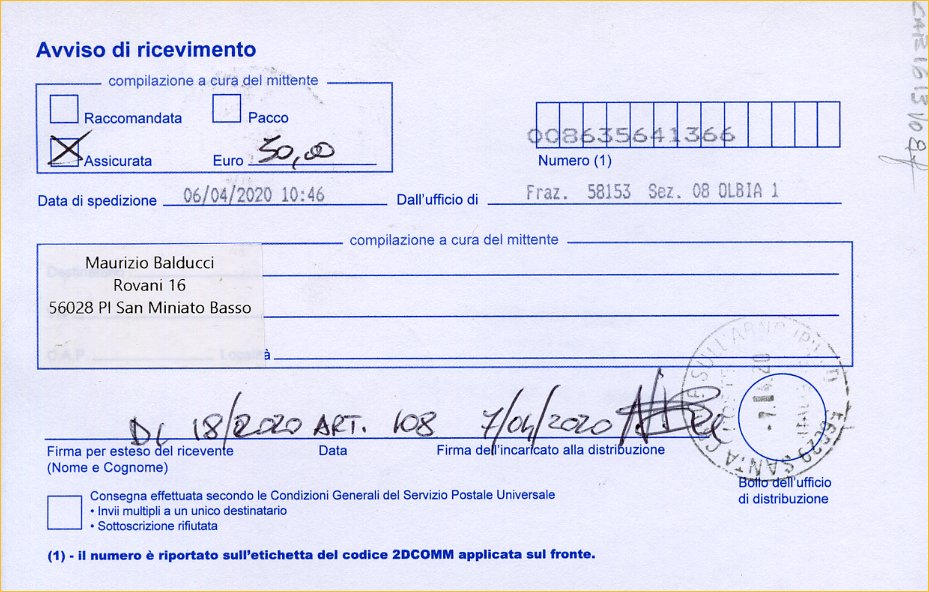 Avviso di ricevimento
compilazione a cura del mittente
Raccomandata Pacco
Assicurata Euro 50,00
008635641366
Numero (1)
Data di spedizione 06/04/2020 10:46 Dall'ufficio di Fraz. 58153 Sez. 08 OLBIA 1
compilazione a cura del mittente
Maurizio Balducci
Rovani 16
56028 PI San Miniato Basso
DL 18/2020 ART. 108 7/04/2020
Firma per esteso del ricevente Data Firma dell'incaricato alla distribuzione
(Nome e Cognome)
Bollo dell'ufficio
di distribuzione
Consegna effettuata secondo le Condizioni Generali del Servizio Postale Universale
• Invii multipli a un unico destinatario
• Sottoscrizione rifiutata
(1) - il numero è riportato sull'etichetta del codice 2DCOMM applicata sul fronte.